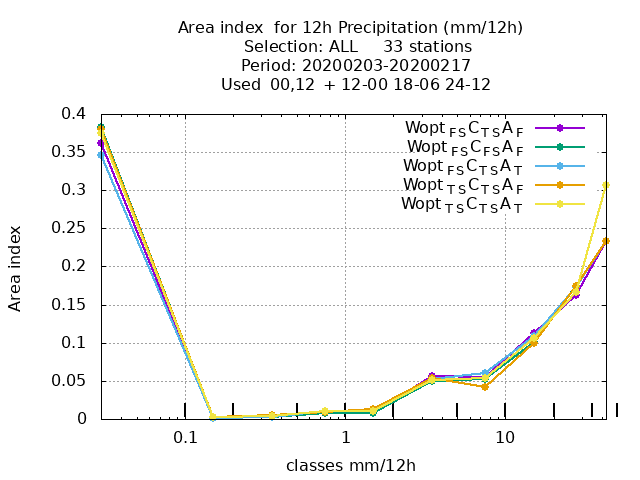 Area index  for 12h Precipitation (mm/12h)
Selection: ALL     33 stations
Period: 20200203-20200217
Used  00,12  + 12-00 18-06 24-12
Area index
0.4
0.35
0.3
0.25
0.2
0.15
0.1
0.05
0
Wopt FS C TS A F
Wopt FS C FS A F
Wopt FS C TS A T
Wopt TS C TS A F
Wopt TS C TS A T
0.1 1 10
classes mm/12h